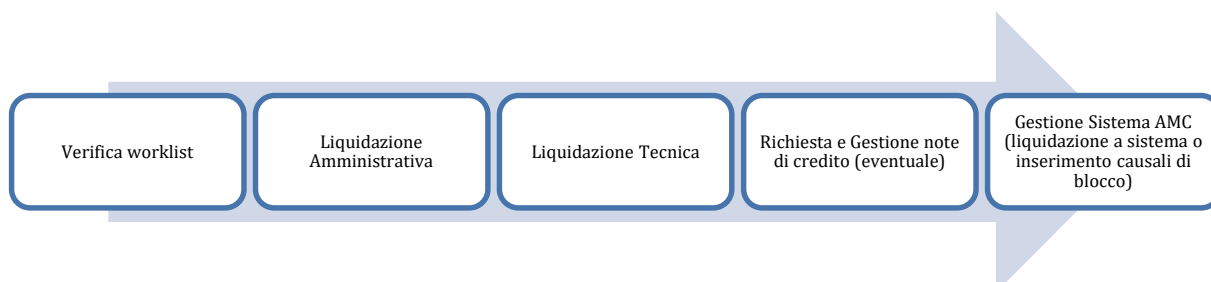 Verifica worklist
Liquidazione
Amministrativa
Liquidazione Tecnica
Richiesta e Gestione note
di credito (eventuale)
Gestione Sistema AMC
(liquidazione a sistema o
inserimento causali di
blocco)